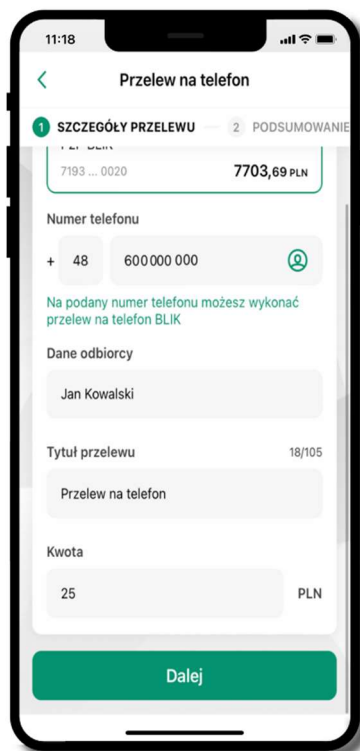 11:18
Przelew na telefon
1 SZCZEGÓŁY PRZELEWU 2 PODSUMOWANIE
BLIK
7193 ... 0020 7703,69 PLN
Numer telefonu
+ 48 600 000 000
Na podany numer telefonu możesz wykonać
przelew na telefon BLIK
Dane odbiorcy
Jan Kowalski
Tytuł przelewu 18/105
Przelew na telefon
Kwota
25 PLN
Dalej